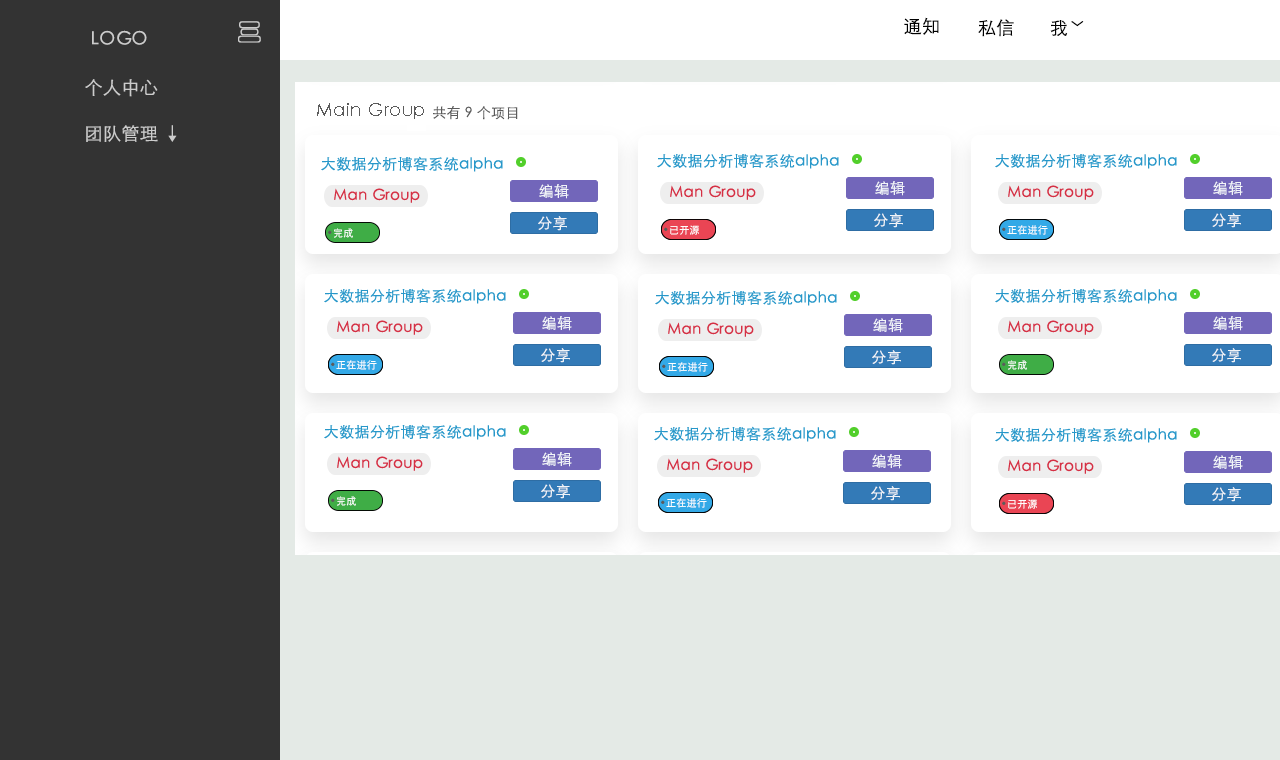 LOGO
个人中心
团队管理
通知 私信 我
Main Group 共有 9 个项目
大数据分析博客系统alpha
Man Group
编辑
分享
完成
大数据分析博客系统alpha
Man Group
编辑
分享
已开源
大数据分析博客系统alpha
Man Group
编辑
分享
正在进行
大数据分析博客系统alpha
Man Group
编辑
分享
正在进行
大数据分析博客系统alpha
Man Group
编辑
分享
正在进行
大数据分析博客系统alpha
Man Group
编辑
分享
完成
大数据分析博客系统alpha
Man Group
编辑
分享
完成
大数据分析博客系统alpha
Man Group
编辑
分享
正在进行
大数据分析博客系统alpha
Man Group
编辑
分享
已开源